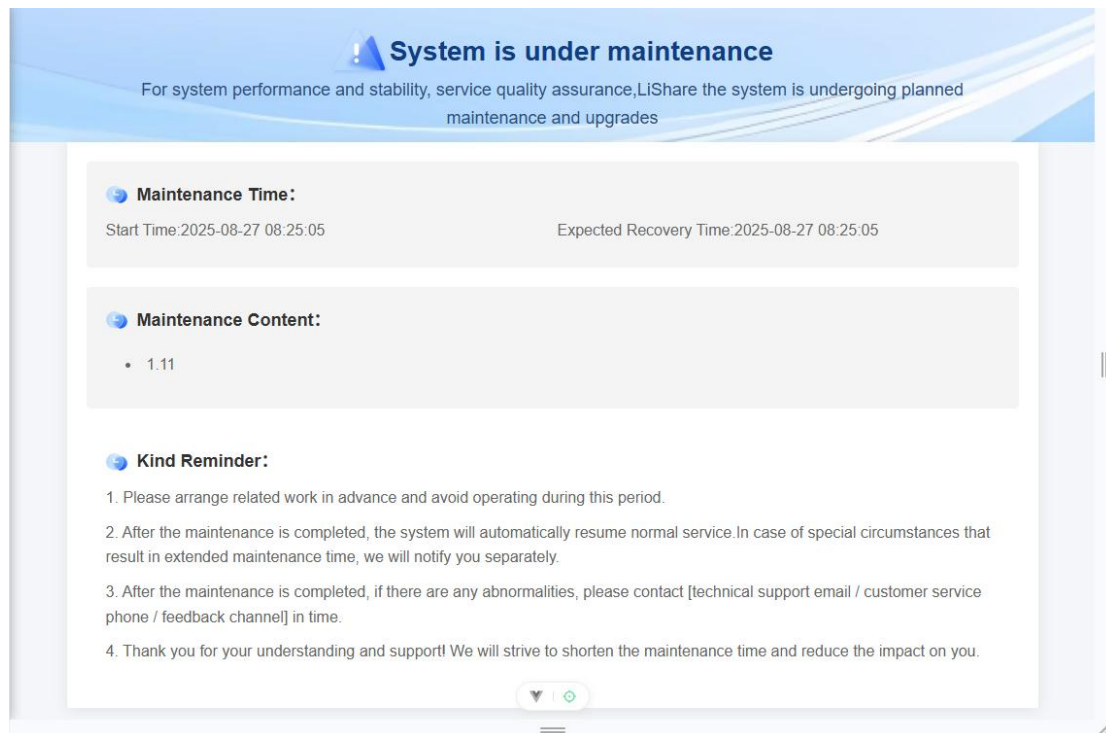 System is under maintenance
For system performance and stability, service quality assurance,LiShare the system is undergoing planned
maintenance and upgrades
Maintenance Time：
Start Time:2025-08-27 08:25:05
Expected Recovery Time:2025-08-27 08:25:05
Maintenance Content：
• 1.11
Kind Reminder：
1. Please arrange related work in advance and avoid operating during this period.
2. After the maintenance is completed, the system will automatically resume normal service.In case of special circumstances that
result in extended maintenance time, we will notify you separately.
3. After the maintenance is completed, if there are any abnormalities, please contact [technical support email / customer service
phone / feedback channel] in time.
4. Thank you for your understanding and support! We will strive to shorten the maintenance time and reduce the impact on you.